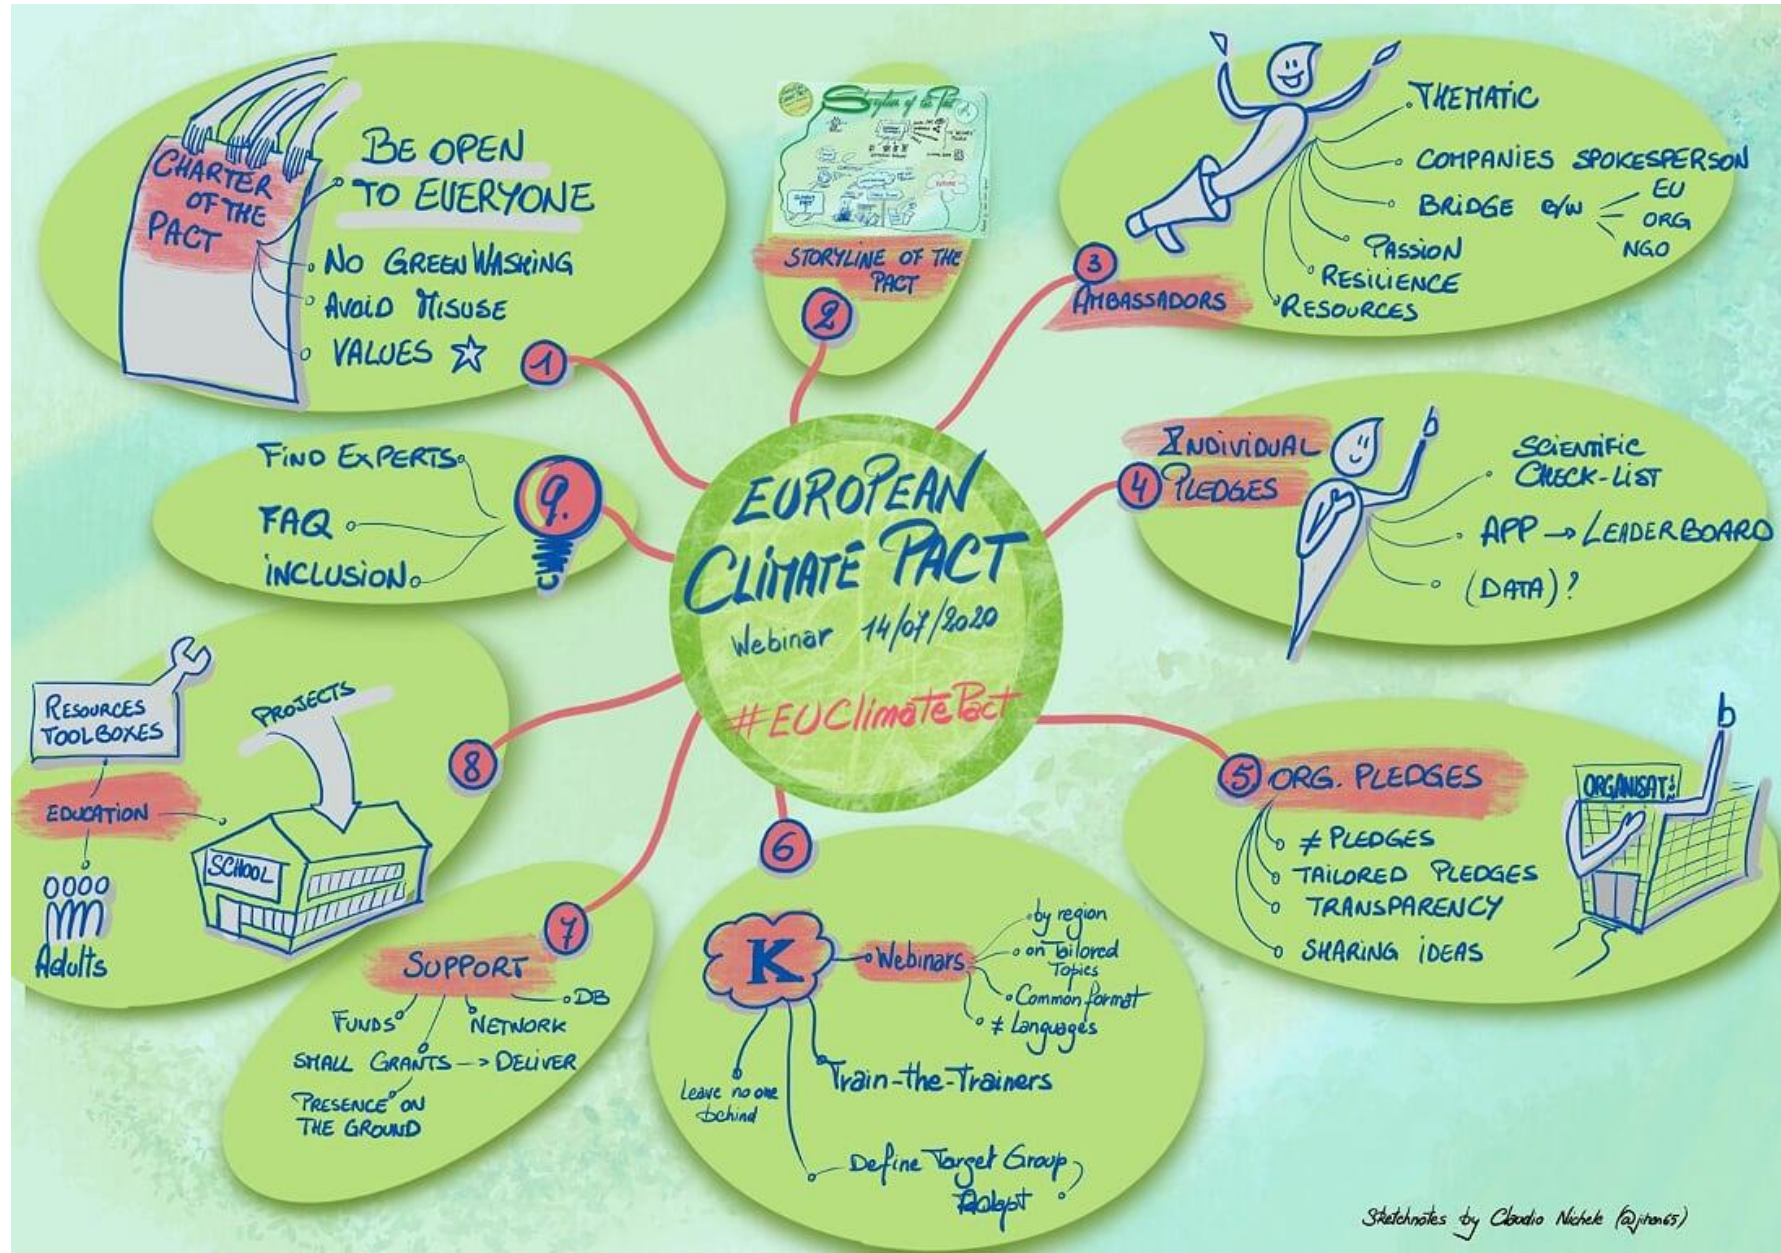 EUROPEAN
CLIMATE PACT
Webinar 14/07/2020
#EUClimatePact
1
CHARTER
OF THE
PACT
BE OPEN
TO EVERYONE
NO GREEN WASHING
AVOID MISUSE
VALUES
2
Storyline of the Pact
STORYLINE OF THE
PACT
3
AMBASSADORS
THEMATIC
COMPANIES SPOKESPERSON
BRIDGE B/W
EU
ORG
NGO
PASSION
RESILIENCE
RESOURCES
4
INDIVIDUAL
PLEDGES
SCIENTIFIC
CHECK-LIST
APP → LEADERBOARD
(DATA)?
5
ORG. PLEDGES
≠ PLEDGES
TAILORED PLEDGES
TRANSPARENCY
SHARING IDEAS
6
K
Webinars
by region
on Tailored
Topics
Common format
≠ Languages
Train-the-Trainers
Leave no one
behind
Define Target Group
Adapt
7
SUPPORT
DB
FUNDS
NETWORK
SMALL GRANTS -> DELIVER
PRESENCE ON
THE GROUND
8
RESOURCES
TOOLBOXES
PROJECTS
EDUCATION
SCHOOL
Adults
9.
FIND EXPERTS
FAQ
INCLUSION
Sketchnotes by Claudio Nichele (@jihan65)